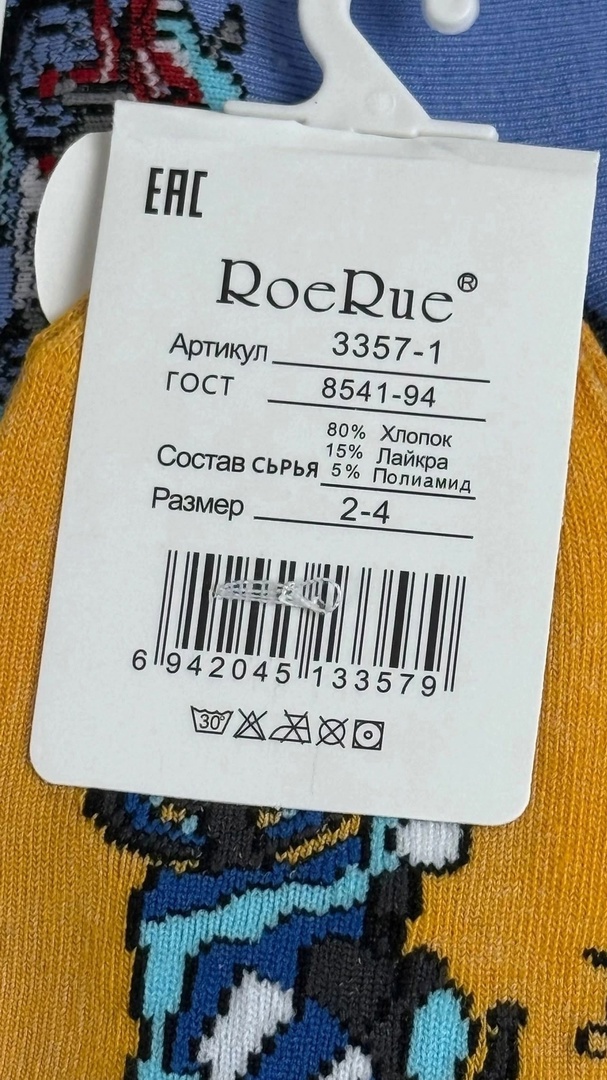 EAC
RoeRue®
Артикул 3357-1
ГОСТ 8541-94
80% Хлопок
15% Лайкра
Состав СЫРЬЯ 5% Полиамид
Размер 2-4
6 942045 133579
30°